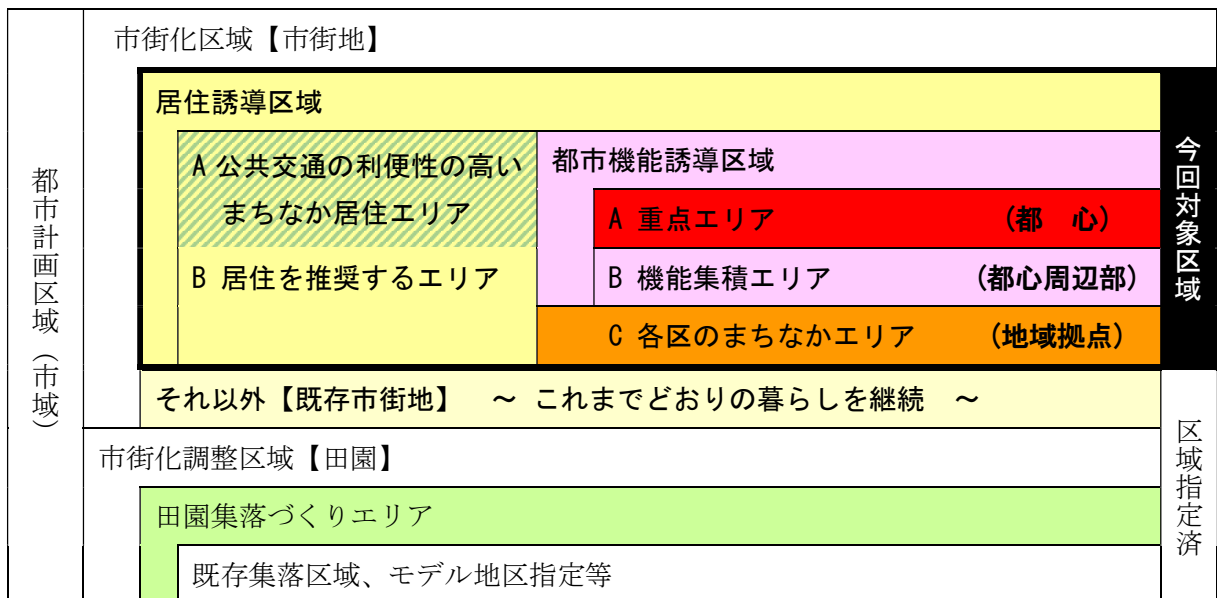 都市計画区域（市域）
市街化区域【市街地】
居住誘導区域
A 公共交通の利便性の高い
まちなか居住エリア
B 居住を推奨するエリア
都市機能誘導区域
A 重点エリア （都　心）
B 機能集積エリア （都心周辺部）
C 各区のまちなかエリア （地域拠点）
今回対象区域
それ以外【既存市街地】　～ これまでどおりの暮らしを継続　～
市街化調整区域【田園】
田園集落づくりエリア
既存集落区域、モデル地区指定等
区域指定済